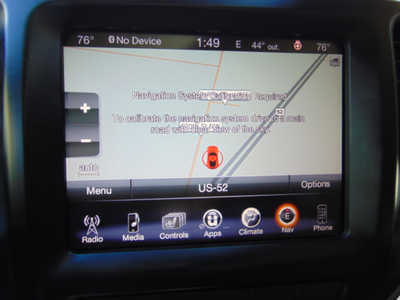 76° No Device 1:49 E 44° out. 76°
Navigation System Calibration Required
To calibrate the navigation system drive on a main
road with clear view of the sky.
52
+
−
auto
Menu US-52 Options
Radio Media Controls Apps Climate E Nav Phone